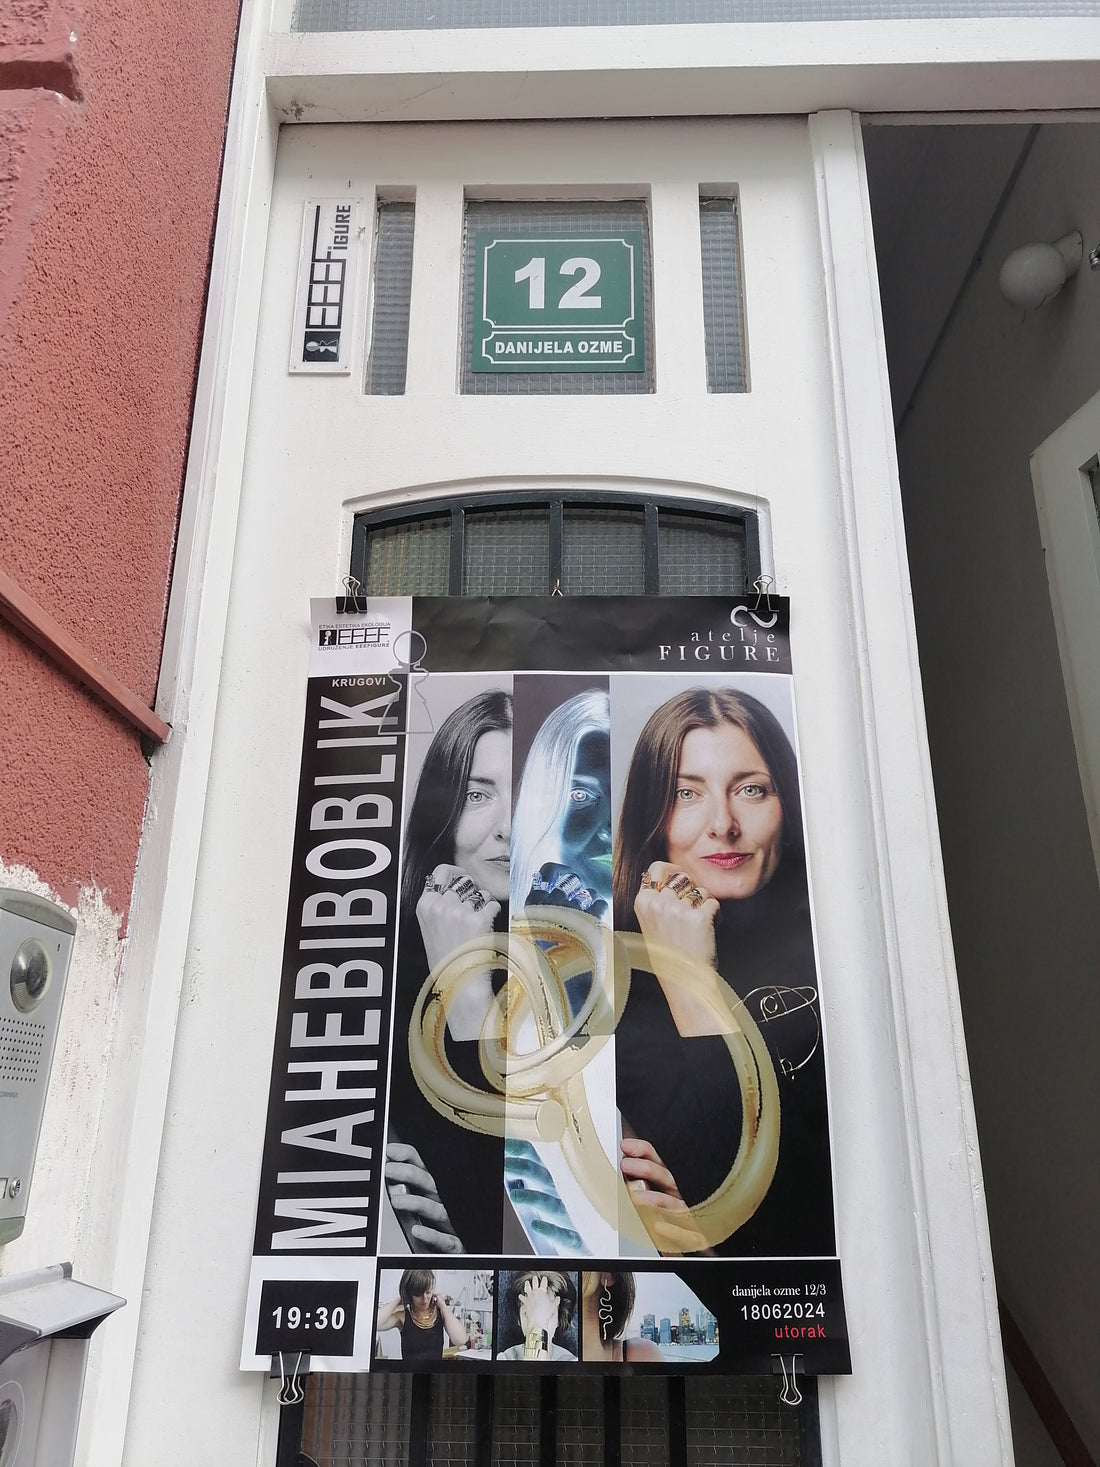 EEEFIGURE
12
DANIJELA OZME
ETIKA ESTETIKA EKOLOGIJA
EEEF
UDRUŽENJE EEEFIGURE
atelje
FIGURE
KRUGOVI
MIAHEBIBOBLIK
19:30
danijela ozme 12/3
18062024
utorak